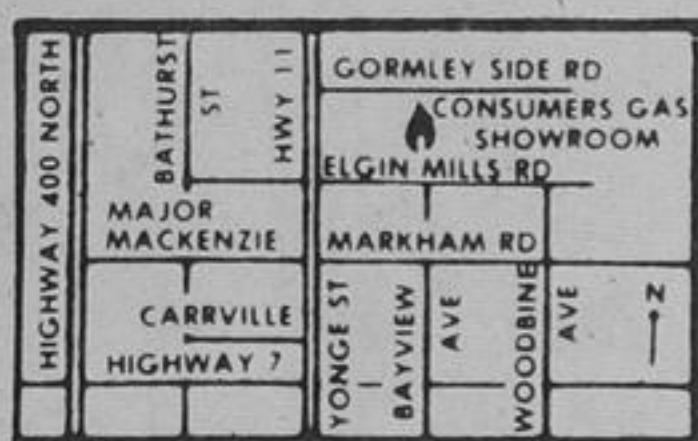 HIGHWAY 400 NORTH
BATHURST
ST
HWY 11
GORMLEY SIDE RD
CONSUMERS GAS
SHOWROOM
ELGIN MILLS RD
MAJOR
MACKENZIE
MARKHAM RD
CARRVILLE
HIGHWAY 7
YONGE ST
BAYVIEW
AVE
WOODBINE
AVE
N